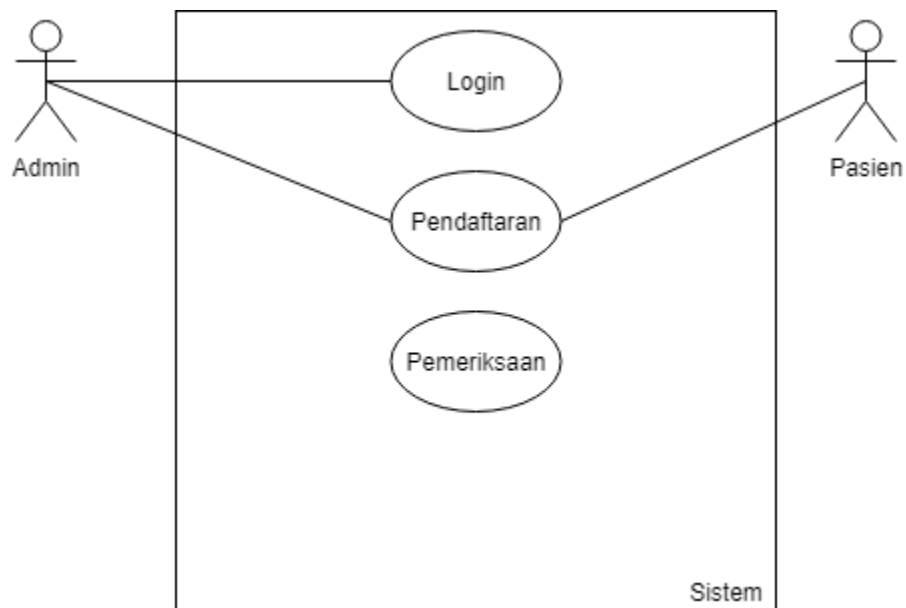 Login
Admin
Pasien
Pendaftaran
Pemeriksaan
Sistem